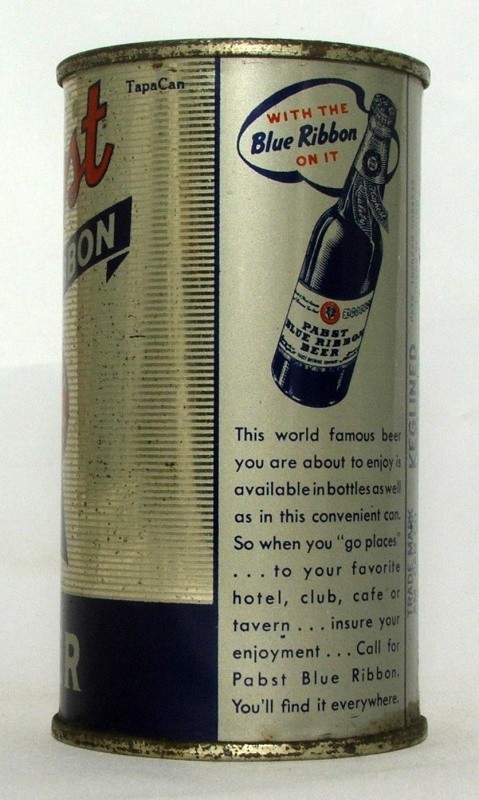 TapaCan
st
BON
R
WITH THE
Blue Ribbon
ON IT
PABST
BLUE RIBBON
BEER
This world famous beer
you are about to enjoy is
available in bottles as well
as in this convenient can.
So when you "go places"
... to your favorite
hotel, club, cafe or
tavern ... insure your
enjoyment ... Call for
Pabst Blue Ribbon.
You'll find it everywhere.
TRADE MARK
KEGLINED